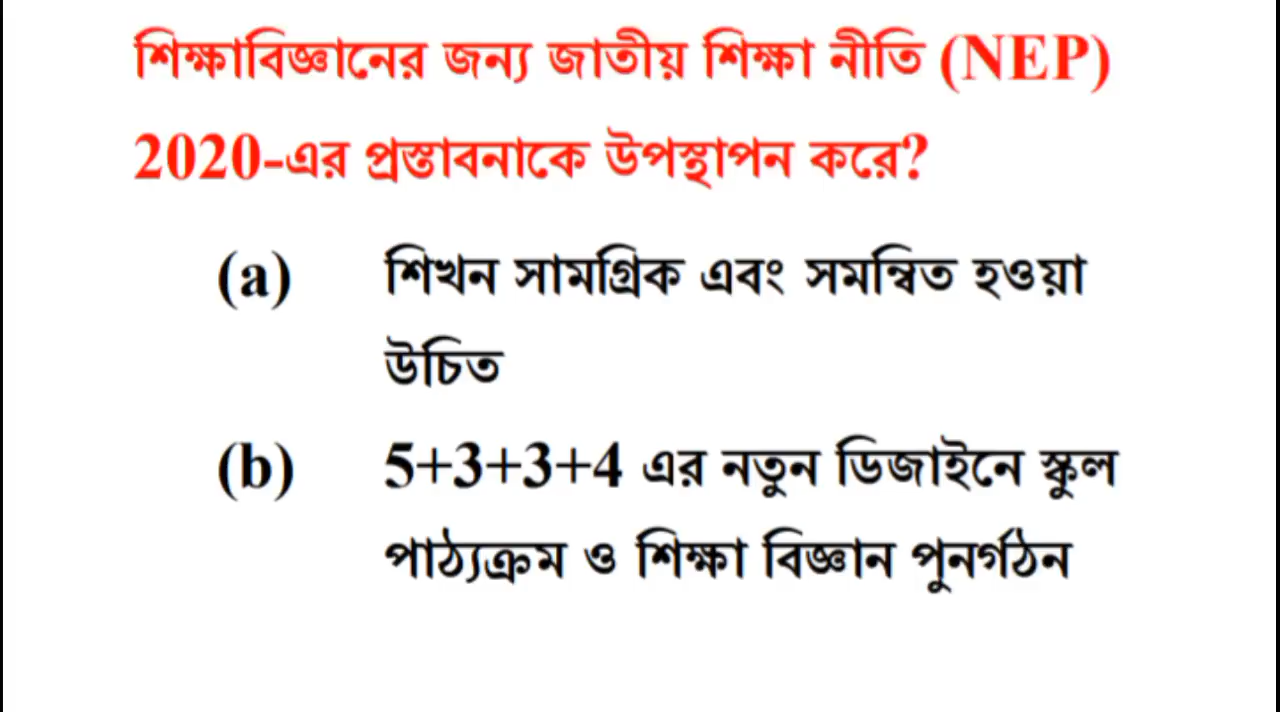 শিক্ষাবিজ্ঞানের জন্য জাতীয় শিক্ষা নীতি (NEP)
2020-এর প্রস্তাবনাকে উপস্থাপন করে?
(a) শিখন সামগ্রিক এবং সমন্বিত হওয়া
উচিত
(b) 5+3+3+4 এর নতুন ডিজাইনে স্কুল
পাঠ্যক্রম ও শিক্ষা বিজ্ঞান পুনর্গঠন